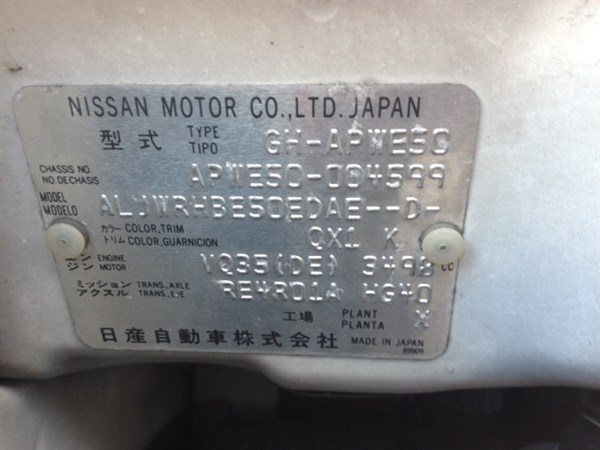 NISSAN MOTOR CO.,LTD. JAPAN
型式 TYPE TIPO GH-APWE50
CHASSIS NO. NO. DE CHASIS APWE50-004599
MODEL MODELO ALJWRHBE50EDAE--D-
カラー COLOR, TRIM
トリム COLOR, GUARNICION QX1 K
ジン ENGINE MOTOR VQ35(DE) 3498 CC
ミッション TRANS., AXLE
アクスル TRANS., EJE RE4R01A HG40
工場 PLANT PLANTA X
日産自動車株式会社 MADE IN JAPAN